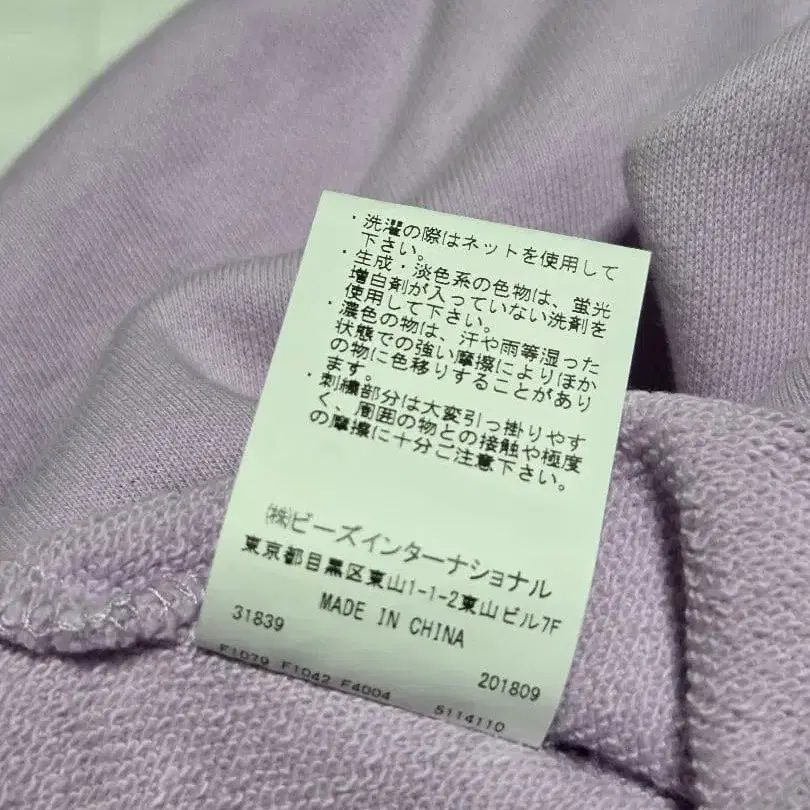 ・洗濯の際はネットを使用して
下さい。
・生成・淡色系の色物は、蛍光
増白剤が入っていない洗剤を
使用して下さい。
・濃色の物は、汗や雨等湿った
状態での強い摩擦によりほか
の物に色移りすることがあり
ます。
・刺繍部分は大変引っ掛りやす
く、周囲の物との接触や極度
の摩擦に十分ご注意下さい。
㈱ビーズインターナショナル
東京都目黒区東山1-1-2東山ビル7F
MADE IN CHINA
31839
201809
F1079 F1042 F4004
5114110